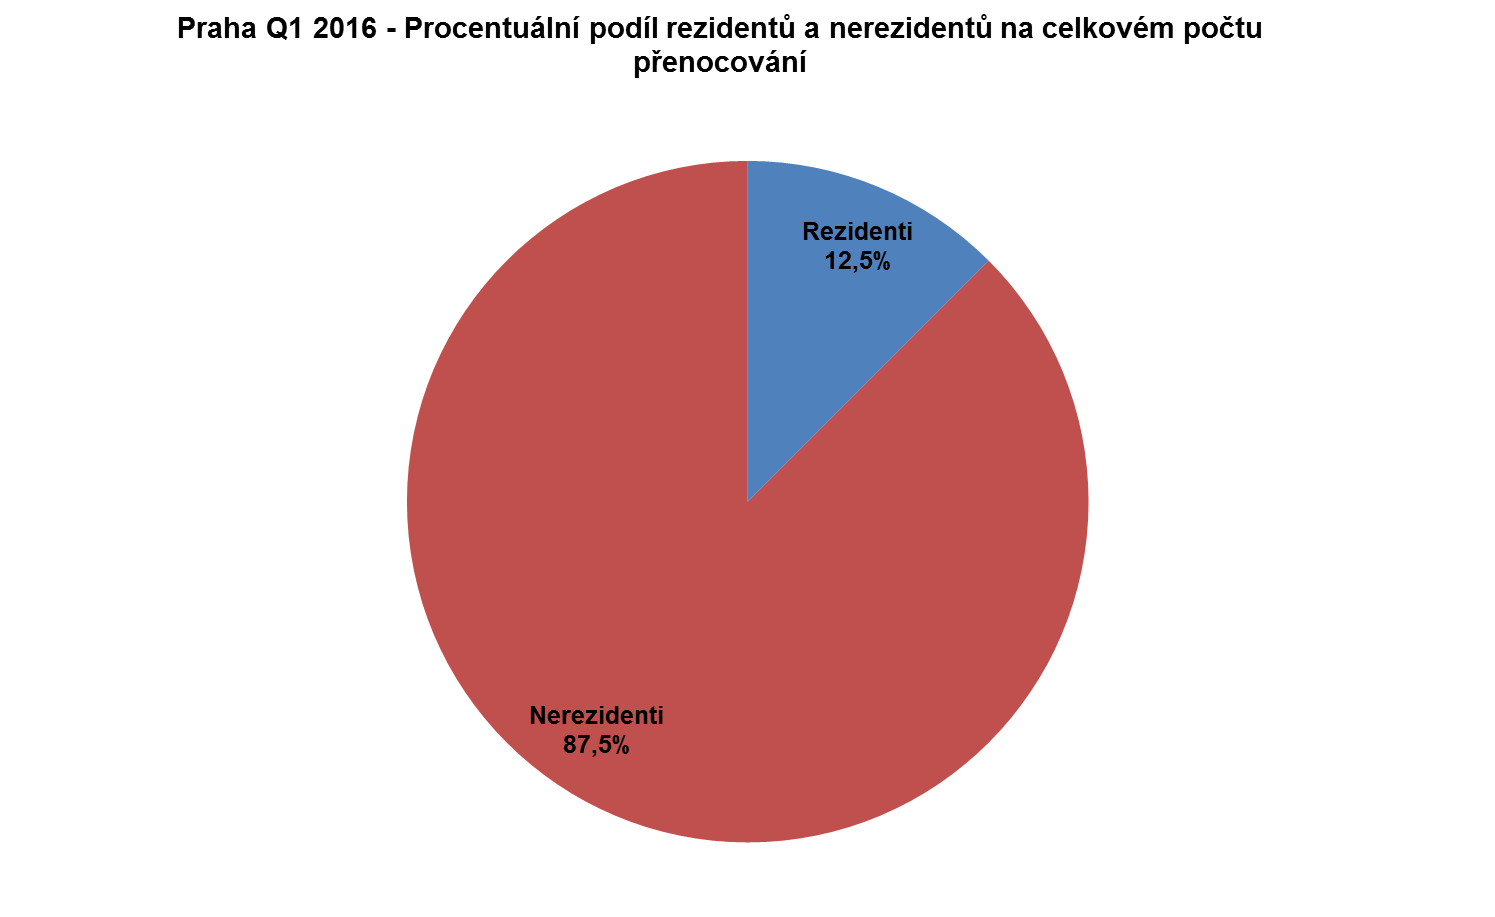 Praha Q1 2016 - Procentuální podíl rezidentů a nerezidentů na celkovém počtu
přenocování
Rezidenti
12,5%
Nerezidenti
87,5%